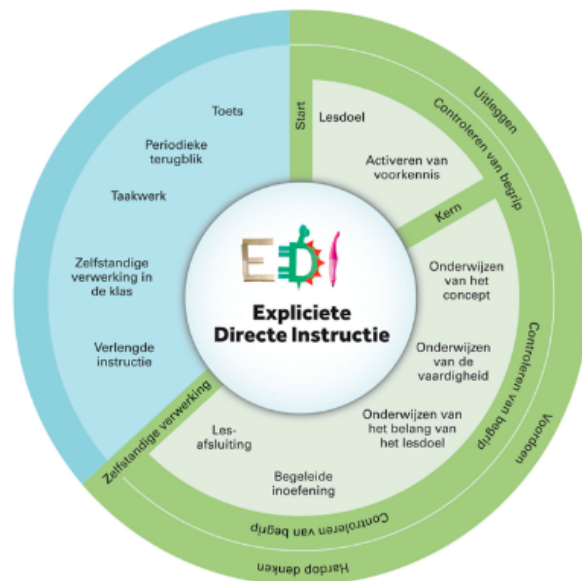 EDI
Expliciete
Directe Instructie
Start
Lesdoel
Activeren van
voorkennis
Kern
Onderwijzen
van het
concept
Onderwijzen
van de
vaardigheid
Onderwijzen van
het belang van
het lesdoel
Begeleide
inoefening
Les-
afsluiting
Zelfstandige verwerking
Verlengde
instructie
Zelfstandige
verwerking in
de klas
Taakwerk
Periodieke
terugblik
Toets
Controleren van begrip
Controleren van begrip
Controleren van begrip
Uitleggen
Voordoen
Hardop denken